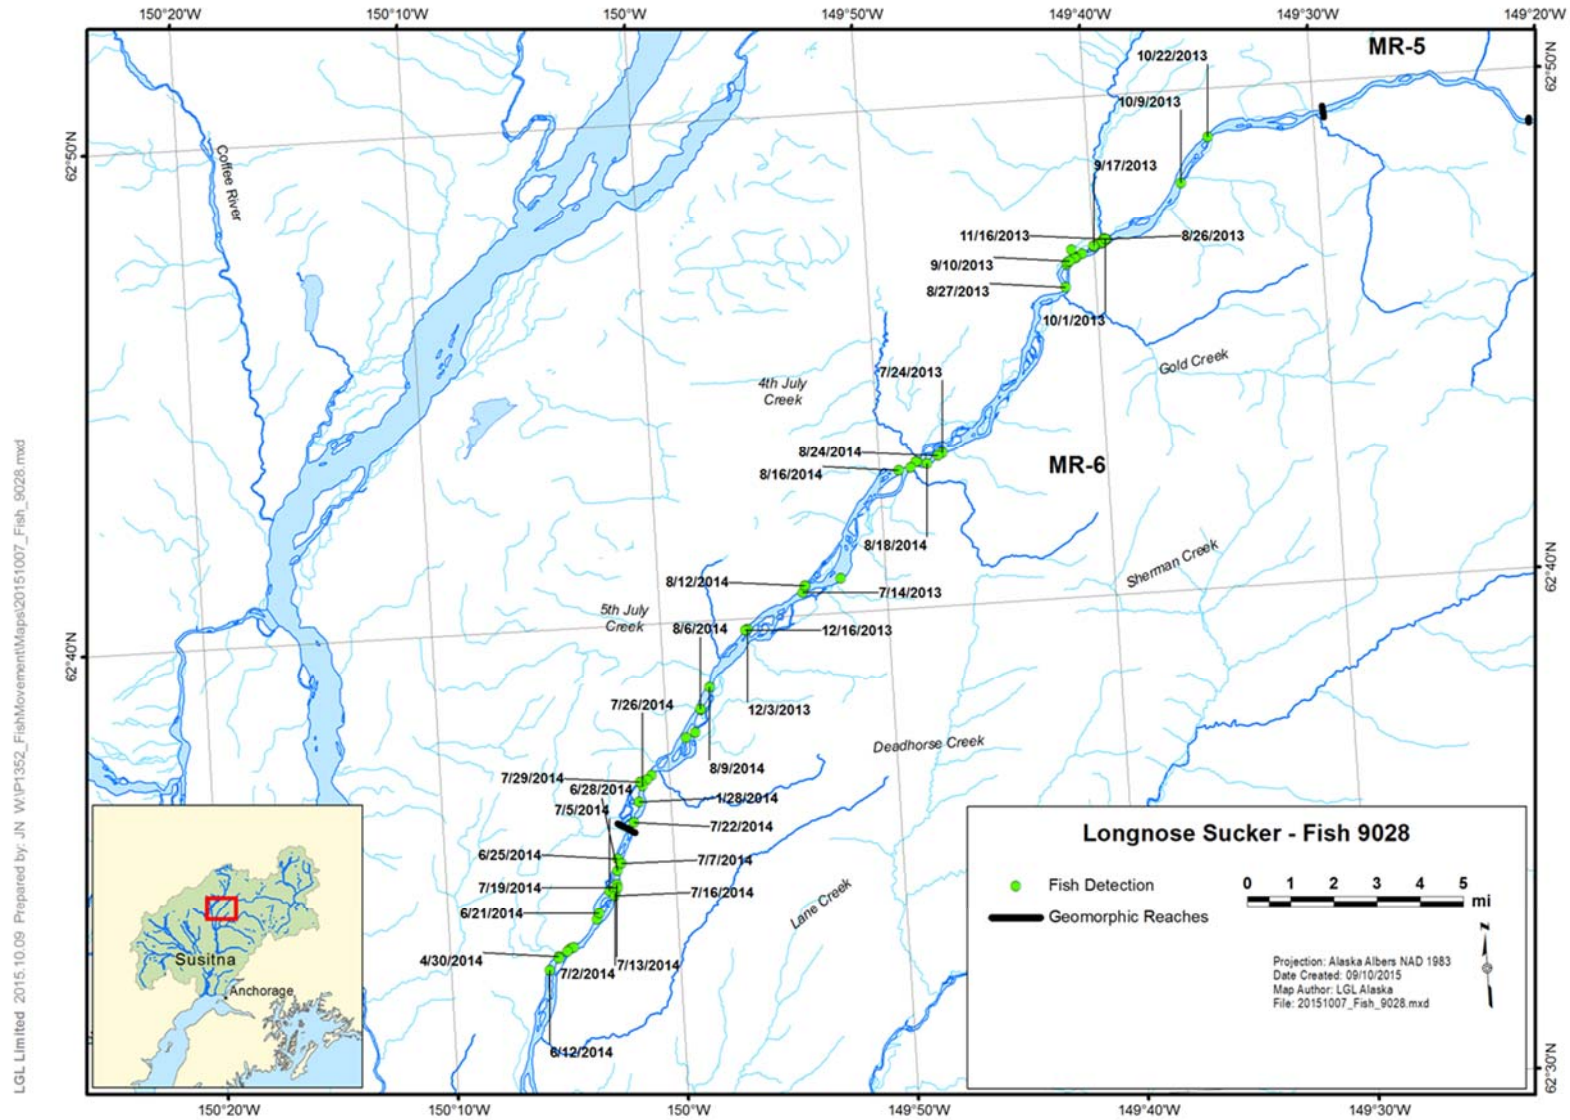 150°20'W
150°10'W
150°W
149°50'W
149°40'W
149°30'W
149°20'W
MR-5
10/22/2013
62°50'N
10/9/2013
62°50'N
Coffee River
9/17/2013
11/16/2013
8/26/2013
9/10/2013
8/27/2013
10/1/2013
Gold Creek
7/24/2013
4th July
Creek
8/24/2014
8/16/2014
MR-6
8/18/2014
Sherman Creek
62°40'N
8/12/2014
7/14/2013
5th July
Creek
8/6/2014
12/16/2013
62°40'N
7/26/2014
12/3/2013
Deadhorse Creek
8/9/2014
7/29/2014
6/28/2014
1/28/2014
7/5/2014
7/22/2014
6/25/2014
7/7/2014
7/19/2014
7/16/2014
6/21/2014
Lane Creek
4/30/2014
7/2/2014
7/13/2014
6/12/2014
Susitna
Anchorage
Longnose Sucker - Fish 9028
Fish Detection
Geomorphic Reaches
0 1 2 3 4 5
mi
N
Projection: Alaska Albers NAD 1983
Date Created: 09/10/2015
Map Author: LGL Alaska
File: 20151007_Fish_9028.mxd
62°30'N
150°20'W
150°10'W
150°W
149°50'W
149°40'W
149°30'W
LGL Limited 2015.10.09 Prepared by: JN W:\P1352_FishMovement\Maps\20151007_Fish_9028.mxd